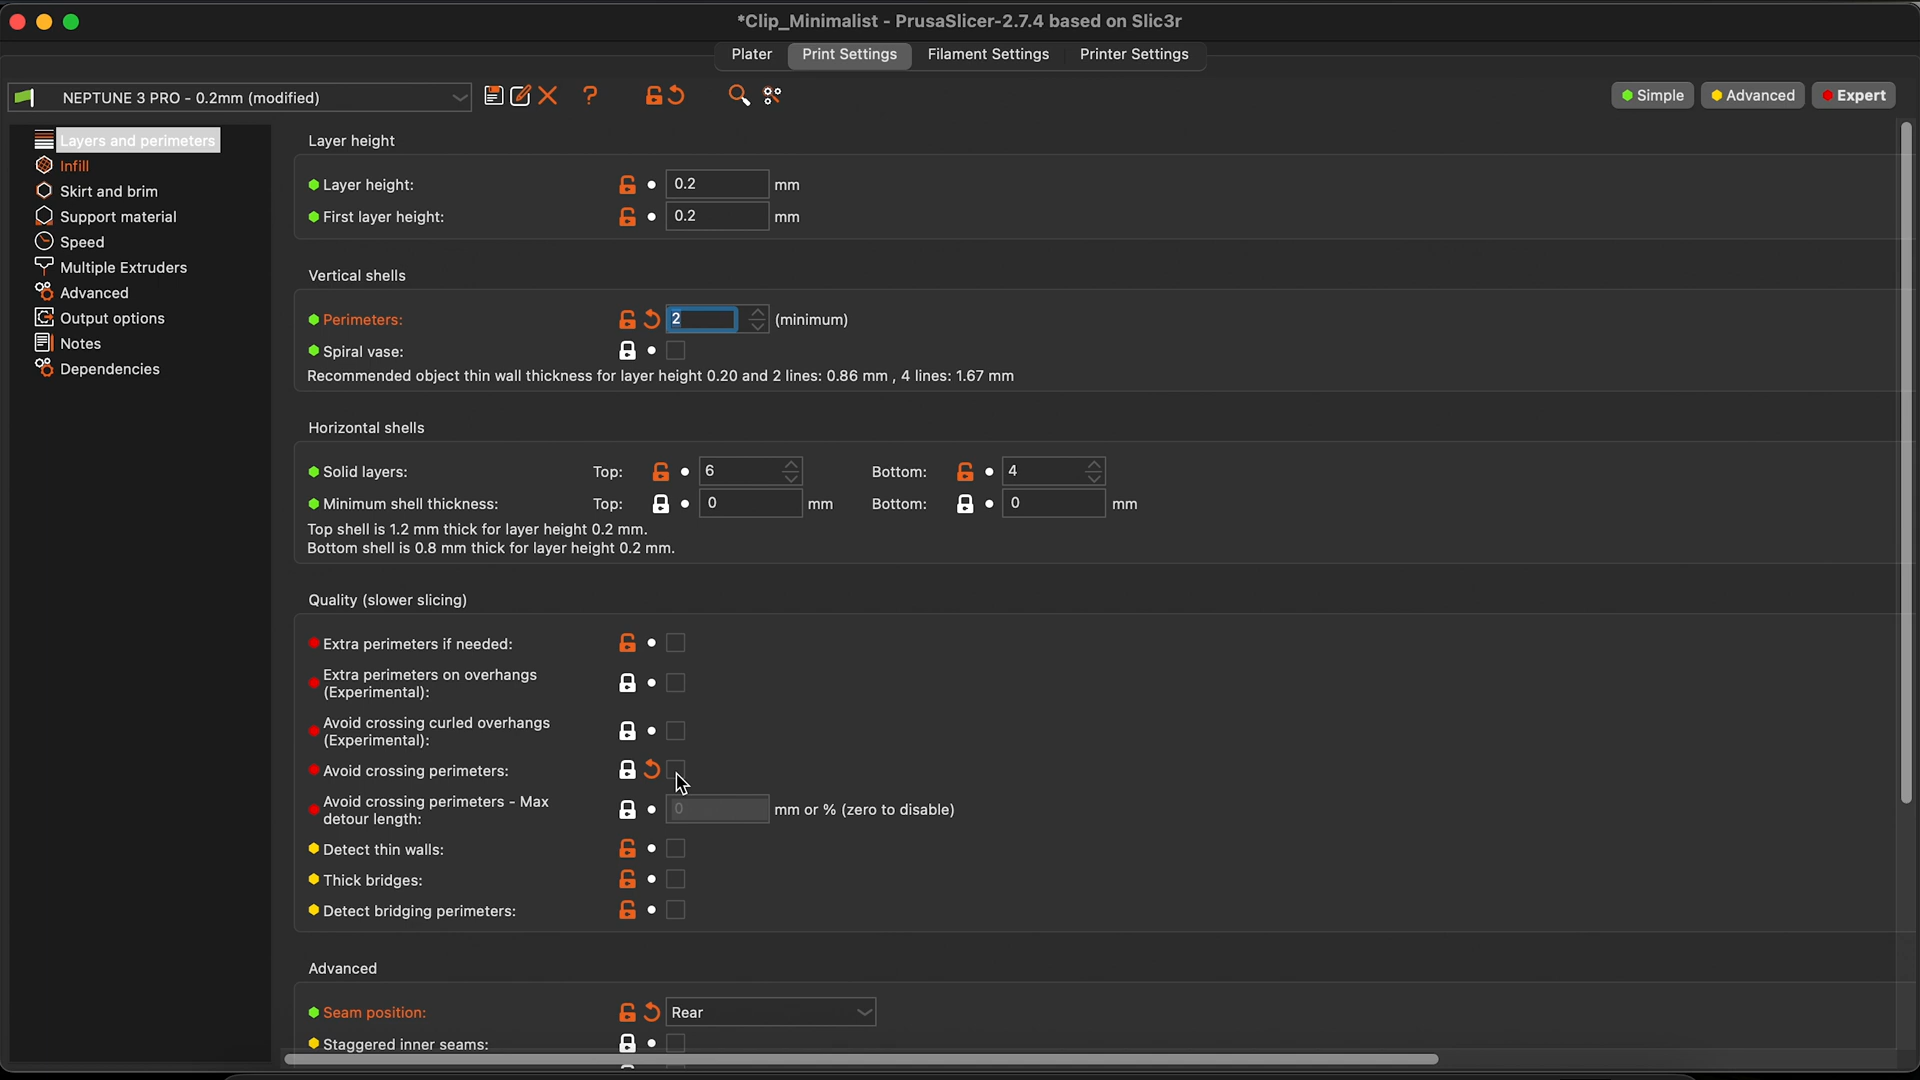 *Clip_Minimalist - PrusaSlicer-2.7.4 based on Slic3r
Plater Print Settings Filament Settings Printer Settings
NEPTUNE 3 PRO - 0.2mm (modified) ? Simple Advanced Expert
Layers and perimeters
Infill
Skirt and brim
Support material
Speed
Multiple Extruders
Advanced
Output options
Notes
Dependencies
Layer height
Layer height: 0.2 mm
First layer height: 0.2 mm
Vertical shells
Perimeters: 2 (minimum)
Spiral vase:
Recommended object thin wall thickness for layer height 0.20 and 2 lines: 0.86 mm , 4 lines: 1.67 mm
Horizontal shells
Solid layers: Top: 6 Bottom: 4
Minimum shell thickness: Top: 0 mm Bottom: 0 mm
Top shell is 1.2 mm thick for layer height 0.2 mm.
Bottom shell is 0.8 mm thick for layer height 0.2 mm.
Quality (slower slicing)
Extra perimeters if needed:
Extra perimeters on overhangs
(Experimental):
Avoid crossing curled overhangs
(Experimental):
Avoid crossing perimeters:
Avoid crossing perimeters - Max
detour length: 0 mm or % (zero to disable)
Detect thin walls:
Thick bridges:
Detect bridging perimeters:
Advanced
Seam position: Rear
Staggered inner seams: